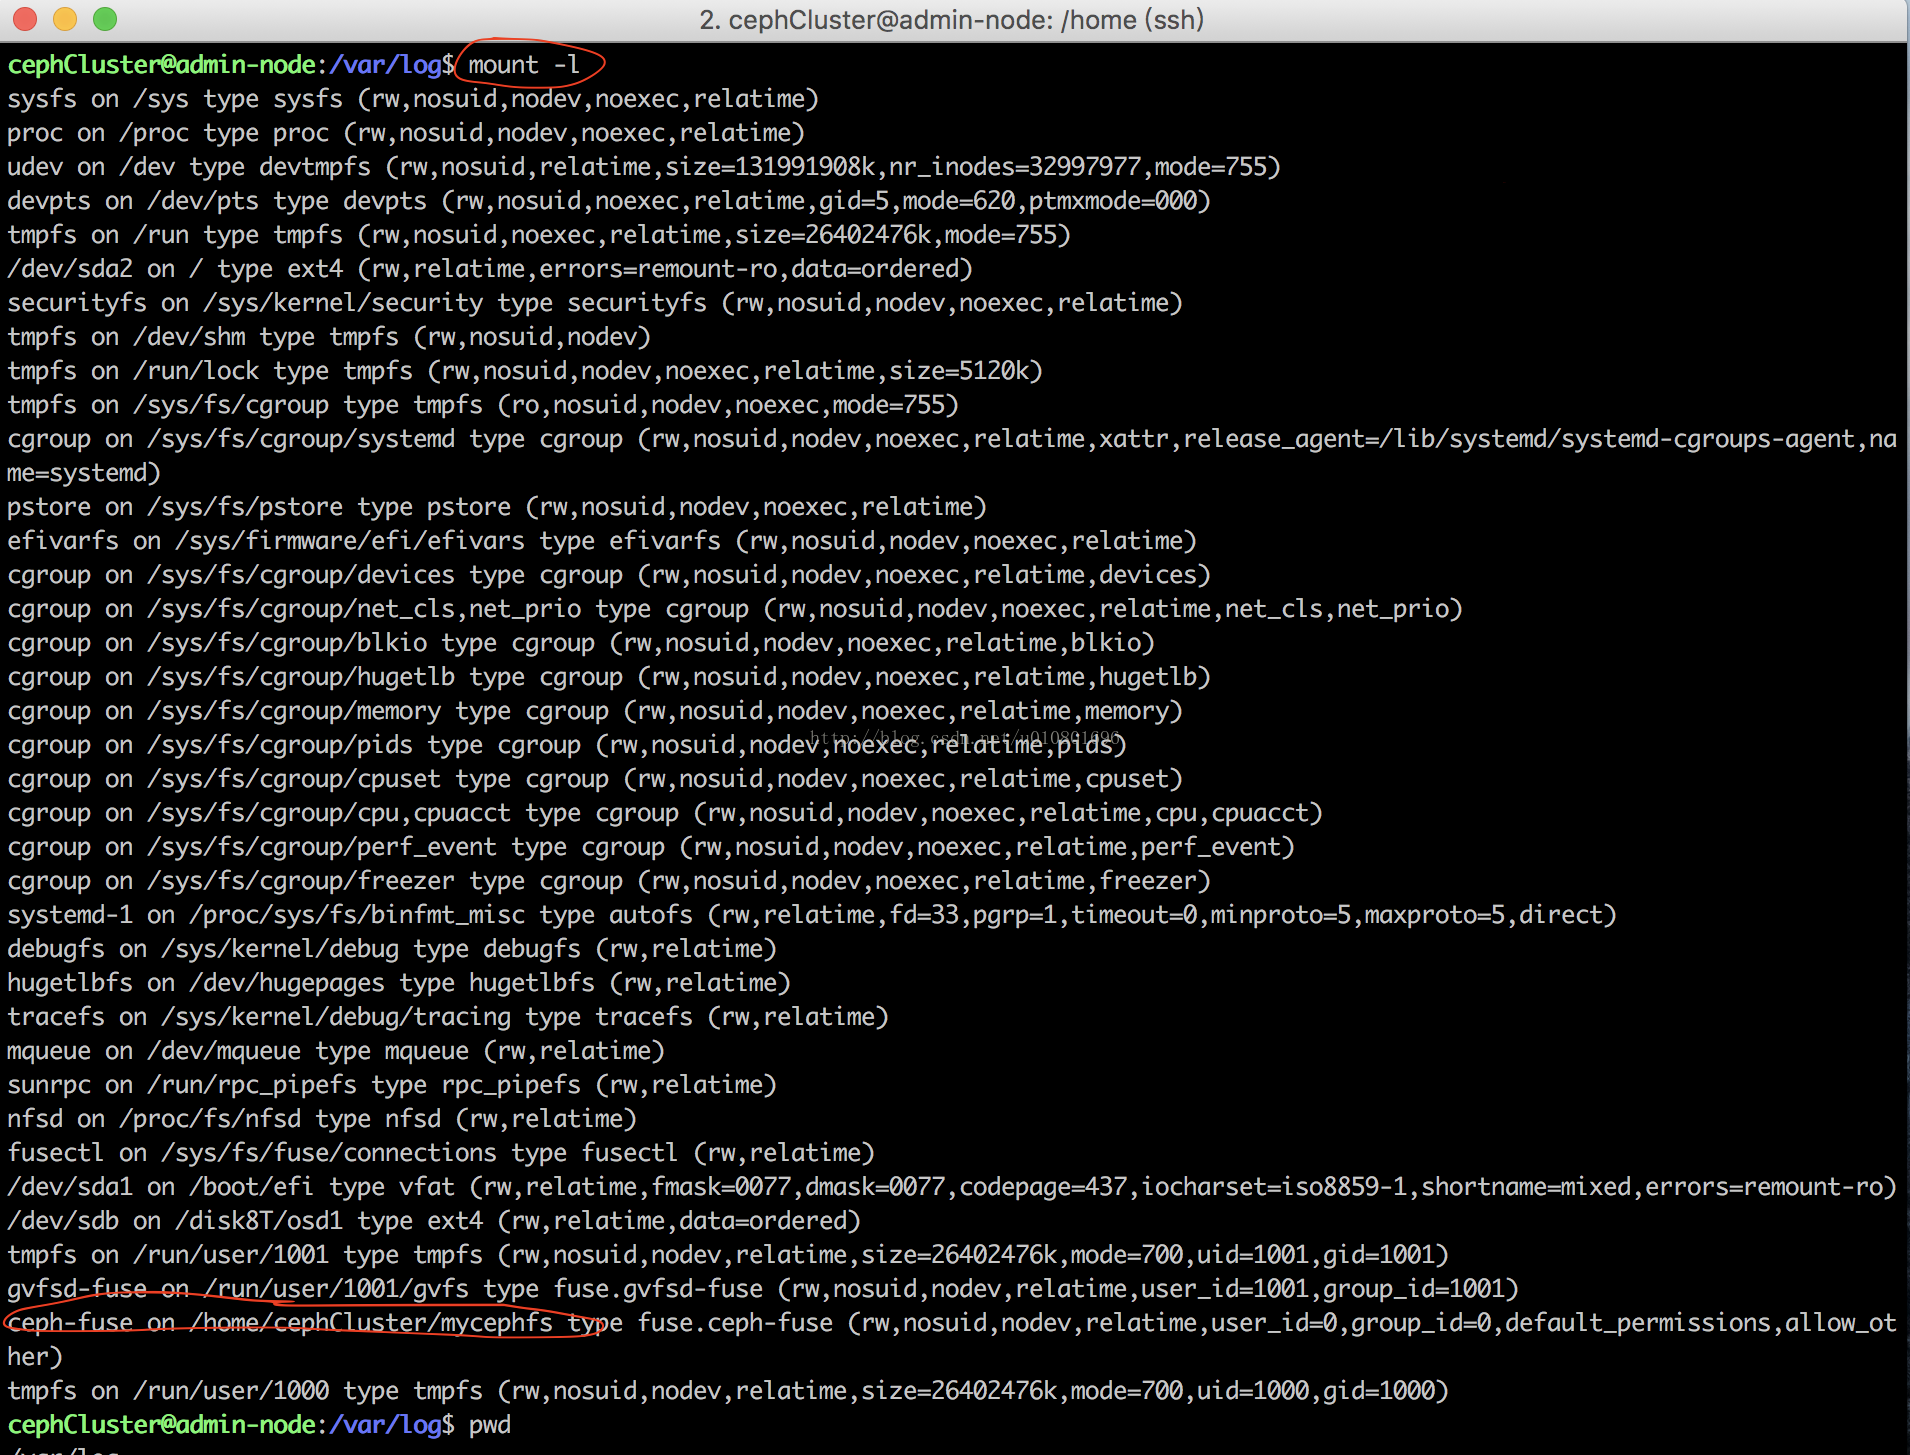 2. cephCluster@admin-node: /home (ssh)
cephCluster@admin-node:/var/log$ mount -l
sysfs on /sys type sysfs (rw,nosuid,nodev,noexec,relatime)
proc on /proc type proc (rw,nosuid,nodev,noexec,relatime)
udev on /dev type devtmpfs (rw,nosuid,relatime,size=131991908k,nr_inodes=32997977,mode=755)
devpts on /dev/pts type devpts (rw,nosuid,noexec,relatime,gid=5,mode=620,ptmxmode=000)
tmpfs on /run type tmpfs (rw,nosuid,noexec,relatime,size=26402476k,mode=755)
/dev/sda2 on / type ext4 (rw,relatime,errors=remount-ro,data=ordered)
securityfs on /sys/kernel/security type securityfs (rw,nosuid,nodev,noexec,relatime)
tmpfs on /dev/shm type tmpfs (rw,nosuid,nodev)
tmpfs on /run/lock type tmpfs (rw,nosuid,nodev,noexec,relatime,size=5120k)
tmpfs on /sys/fs/cgroup type tmpfs (ro,nosuid,nodev,noexec,mode=755)
cgroup on /sys/fs/cgroup/systemd type cgroup (rw,nosuid,nodev,noexec,relatime,xattr,release_agent=/lib/systemd/systemd-cgroups-agent,na
me=systemd)
pstore on /sys/fs/pstore type pstore (rw,nosuid,nodev,noexec,relatime)
efivarfs on /sys/firmware/efi/efivars type efivarfs (rw,nosuid,nodev,noexec,relatime)
cgroup on /sys/fs/cgroup/devices type cgroup (rw,nosuid,nodev,noexec,relatime,devices)
cgroup on /sys/fs/cgroup/net_cls,net_prio type cgroup (rw,nosuid,nodev,noexec,relatime,net_cls,net_prio)
cgroup on /sys/fs/cgroup/blkio type cgroup (rw,nosuid,nodev,noexec,relatime,blkio)
cgroup on /sys/fs/cgroup/hugetlb type cgroup (rw,nosuid,nodev,noexec,relatime,hugetlb)
cgroup on /sys/fs/cgroup/memory type cgroup (rw,nosuid,nodev,noexec,relatime,memory)
cgroup on /sys/fs/cgroup/pids type cgroup (rw,nosuid,nodev,noexec,relatime,pids)
http://blog.csdn.net/u010801696
cgroup on /sys/fs/cgroup/cpuset type cgroup (rw,nosuid,nodev,noexec,relatime,cpuset)
cgroup on /sys/fs/cgroup/cpu,cpuacct type cgroup (rw,nosuid,nodev,noexec,relatime,cpu,cpuacct)
cgroup on /sys/fs/cgroup/perf_event type cgroup (rw,nosuid,nodev,noexec,relatime,perf_event)
cgroup on /sys/fs/cgroup/freezer type cgroup (rw,nosuid,nodev,noexec,relatime,freezer)
systemd-1 on /proc/sys/fs/binfmt_misc type autofs (rw,relatime,fd=33,pgrp=1,timeout=0,minproto=5,maxproto=5,direct)
debugfs on /sys/kernel/debug type debugfs (rw,relatime)
hugetlbfs on /dev/hugepages type hugetlbfs (rw,relatime)
tracefs on /sys/kernel/debug/tracing type tracefs (rw,relatime)
mqueue on /dev/mqueue type mqueue (rw,relatime)
sunrpc on /run/rpc_pipefs type rpc_pipefs (rw,relatime)
nfsd on /proc/fs/nfsd type nfsd (rw,relatime)
fusectl on /sys/fs/fuse/connections type fusectl (rw,relatime)
/dev/sda1 on /boot/efi type vfat (rw,relatime,fmask=0077,dmask=0077,codepage=437,iocharset=iso8859-1,shortname=mixed,errors=remount-ro)
/dev/sdb on /disk8T/osd1 type ext4 (rw,relatime,data=ordered)
tmpfs on /run/user/1001 type tmpfs (rw,nosuid,nodev,relatime,size=26402476k,mode=700,uid=1001,gid=1001)
gvfsd-fuse on /run/user/1001/gvfs type fuse.gvfsd-fuse (rw,nosuid,nodev,relatime,user_id=1001,group_id=1001)
ceph-fuse on /home/cephCluster/mycephfs type fuse.ceph-fuse (rw,nosuid,nodev,relatime,user_id=0,group_id=0,default_permissions,allow_ot
her)
tmpfs on /run/user/1000 type tmpfs (rw,nosuid,nodev,relatime,size=26402476k,mode=700,uid=1000,gid=1000)
cephCluster@admin-node:/var/log$ pwd
/var/log